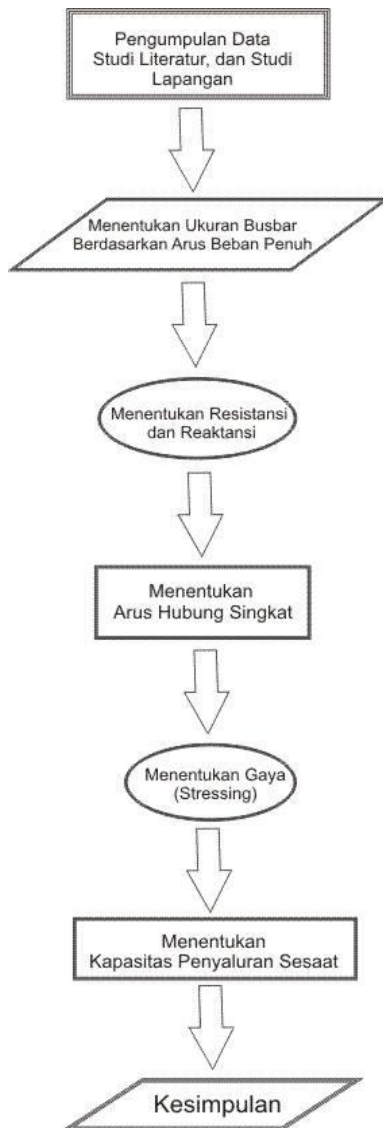 Pengumpulan Data
Studi Literatur, dan Studi
Lapangan
Menentukan Ukuran Busbar
Berdasarkan Arus Beban Penuh
Menentukan Resistansi
dan Reaktansi
Menentukan
Arus Hubung Singkat
Menentukan Gaya
(Stressing)
Menentukan
Kapasitas Penyaluran Sesaat
Kesimpulan